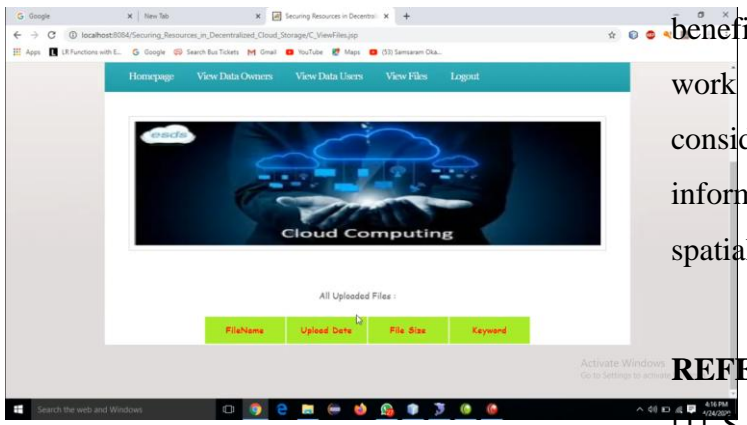 Google
New Tab
Securing Resources in Decentrali
localhost:8084/Securing_Resources_in_Decentralized_Cloud_Storage/C_ViewFiles.jsp
Apps LR Functions with E... Google Search Bus Tickets Gmail YouTube Maps (53) Samsaram Oka...
Homepage View Data Owners View Data Users View Files Logout
esds
Cloud Computing
All Uploaded Files :
FileName Upload Date File Size Keyword
Activate Windows
Go to Settings to activate
Search the web and Windows
4:16 PM
benefi
work
consid
inform
spatial
REFE